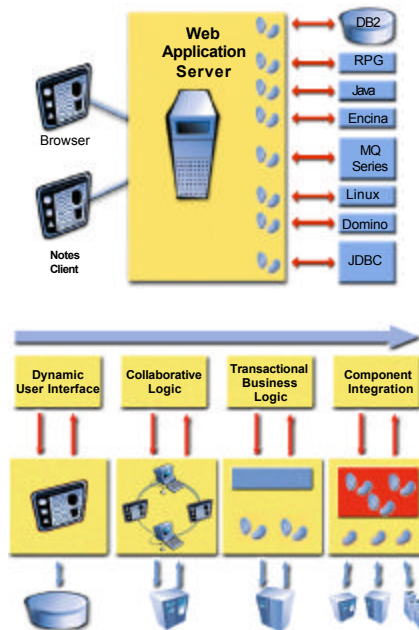 Web
Application
Server
DB2
RPG
Java
Encina
MQ
Series
Linux
Domino
JDBC
Browser
Notes
Client
Dynamic
User Interface
Collaborative
Logic
Transactional
Business
Logic
Component
Integration